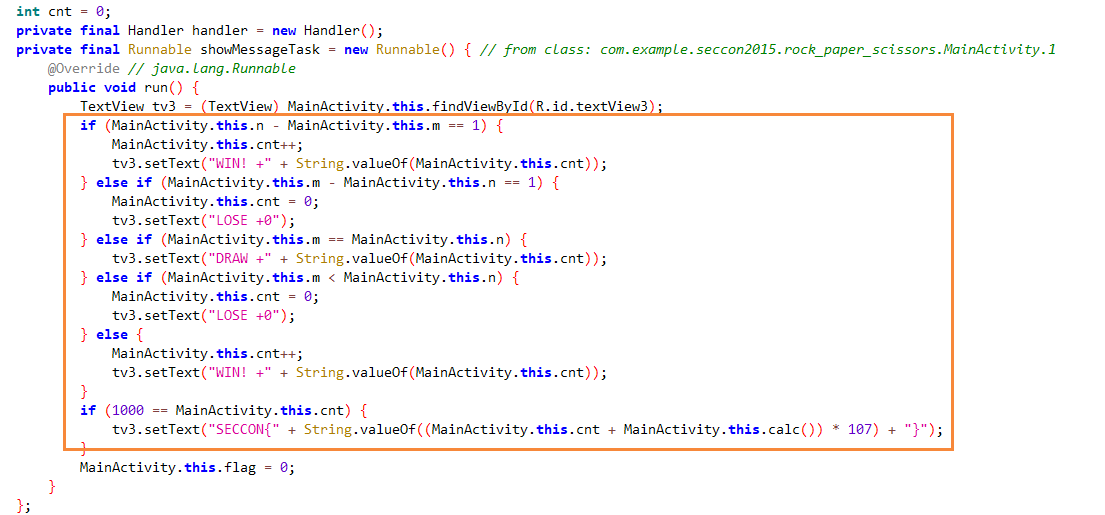 int cnt = 0;
private final Handler handler = new Handler();
private final Runnable showMessageTask = new Runnable() { // from class: com.example.seccon2015.rock_paper_scissors.MainActivity.1
    @Override // java.lang.Runnable
    public void run() {
        TextView tv3 = (TextView) MainActivity.this.findViewById(R.id.textView3);
        if (MainActivity.this.n - MainActivity.this.m == 1) {
            MainActivity.this.cnt++;
            tv3.setText("WIN! +" + String.valueOf(MainActivity.this.cnt));
        } else if (MainActivity.this.m - MainActivity.this.n == 1) {
            MainActivity.this.cnt = 0;
            tv3.setText("LOSE +0");
        } else if (MainActivity.this.m == MainActivity.this.n) {
            tv3.setText("DRAW +" + String.valueOf(MainActivity.this.cnt));
        } else if (MainActivity.this.m < MainActivity.this.n) {
            MainActivity.this.cnt = 0;
            tv3.setText("LOSE +0");
        } else {
            MainActivity.this.cnt++;
            tv3.setText("WIN! +" + String.valueOf(MainActivity.this.cnt));
        }
        if (1000 == MainActivity.this.cnt) {
            tv3.setText("SECCON{" + String.valueOf((MainActivity.this.cnt + MainActivity.this.calc()) * 107) + "}");
        }
        MainActivity.this.flag = 0;
    }
};